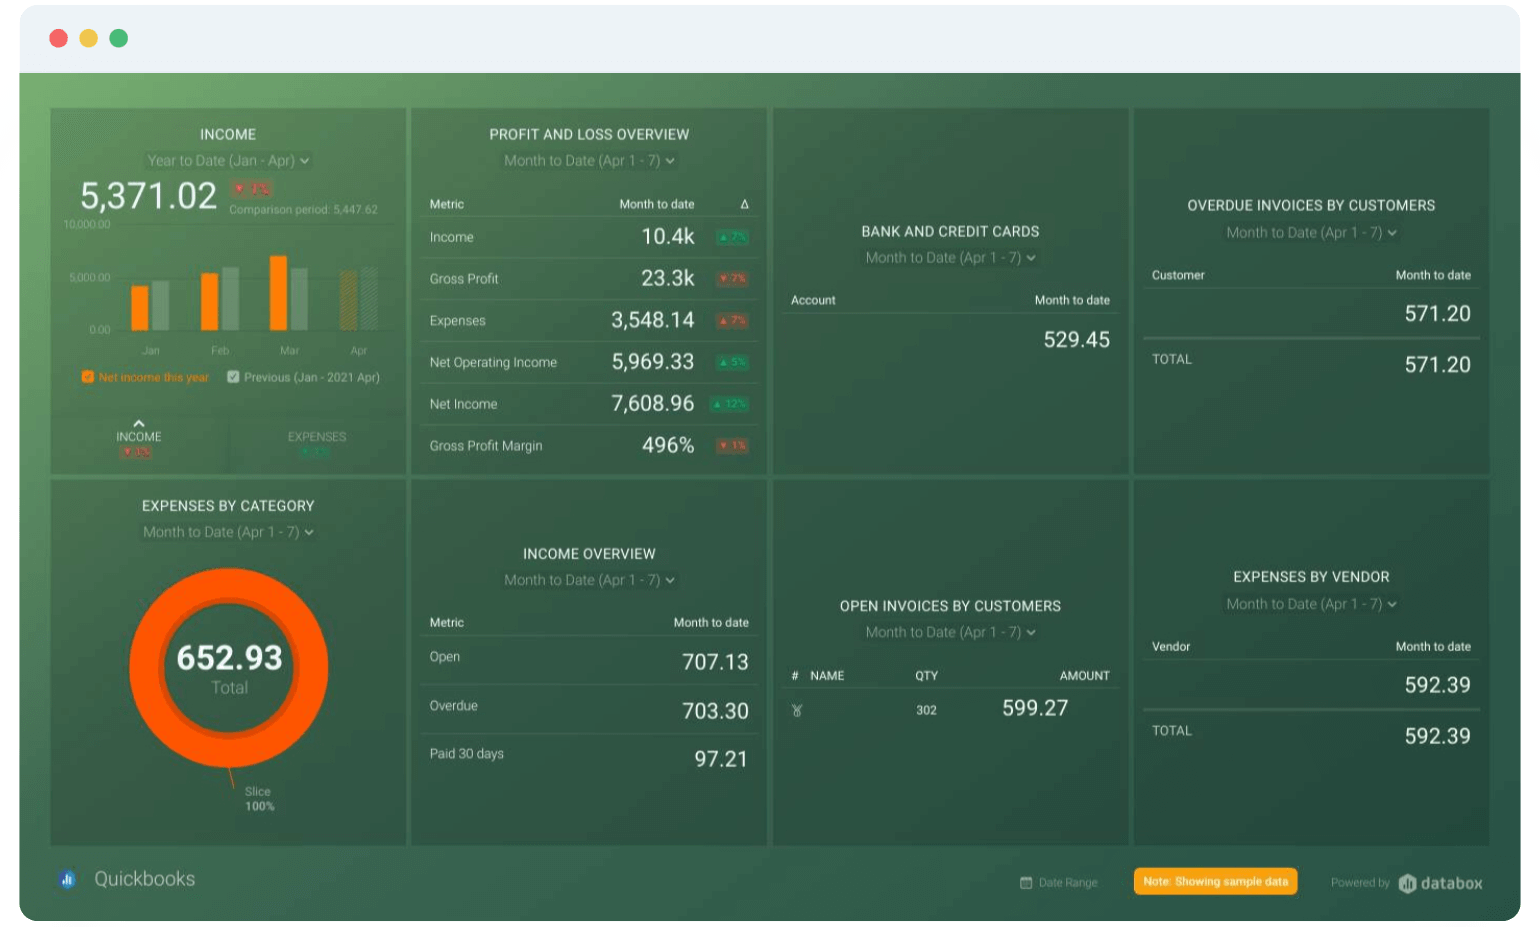 INCOME
Year to Date (Jan - Apr)
5,371.02
▼ 1%
Comparison period: 5,447.62
10,000.00
5,000.00
0.00
Jan Feb Mar Apr
Net income this year Previous (Jan - 2021 Apr)
INCOME EXPENSES
▼ 1%
PROFIT AND LOSS OVERVIEW
Month to Date (Apr 1 - 7)
Metric Month to date Δ
Income 10.4k ▲ 7%
Gross Profit 23.3k ▼ 7%
Expenses 3,548.14 ▲ 7%
Net Operating Income 5,969.33 ▲ 5%
Net Income 7,608.96 ▲ 12%
Gross Profit Margin 496% ▼ 1%
BANK AND CREDIT CARDS
Month to Date (Apr 1 - 7)
Account Month to date
529.45
OVERDUE INVOICES BY CUSTOMERS
Month to Date (Apr 1 - 7)
Customer Month to date
571.20
TOTAL 571.20
EXPENSES BY CATEGORY
Month to Date (Apr 1 - 7)
652.93
Total
Slice
100%
INCOME OVERVIEW
Month to Date (Apr 1 - 7)
Metric Month to date
Open 707.13
Overdue 703.30
Paid 30 days 97.21
OPEN INVOICES BY CUSTOMERS
Month to Date (Apr 1 - 7)
# NAME QTY AMOUNT
302 599.27
EXPENSES BY VENDOR
Month to Date (Apr 1 - 7)
Vendor Month to date
592.39
TOTAL 592.39
Quickbooks
Date Range
Note: Showing sample data
Powered by databox